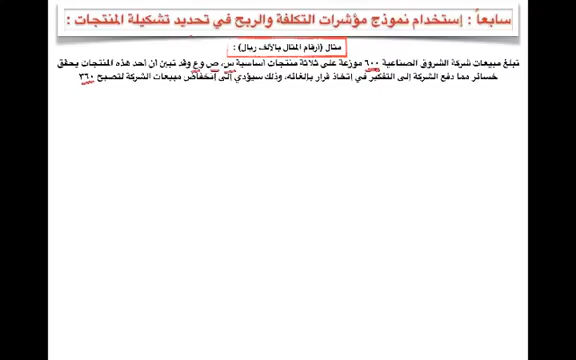 سابعاً : إستخدام نموذج مؤشرات التكلفة والربح في تحديد تشكيلة المنتجات :
مثال (أرقام المثال بالألف ريال) :
تبلغ مبيعات شركة الشروق الصناعية ٦٠٠ موزعة على ثلاثة منتجات أساسية س، ص وع وقد تبين أن أحد هذه المنتجات يحقق
خسائر مما دفع الشركة إلى التفكير في إتخاذ قرار بإلغائه، وذلك سيؤدي إلى إنخفاض مبيعات الشركة لتصبح ٣٦٠